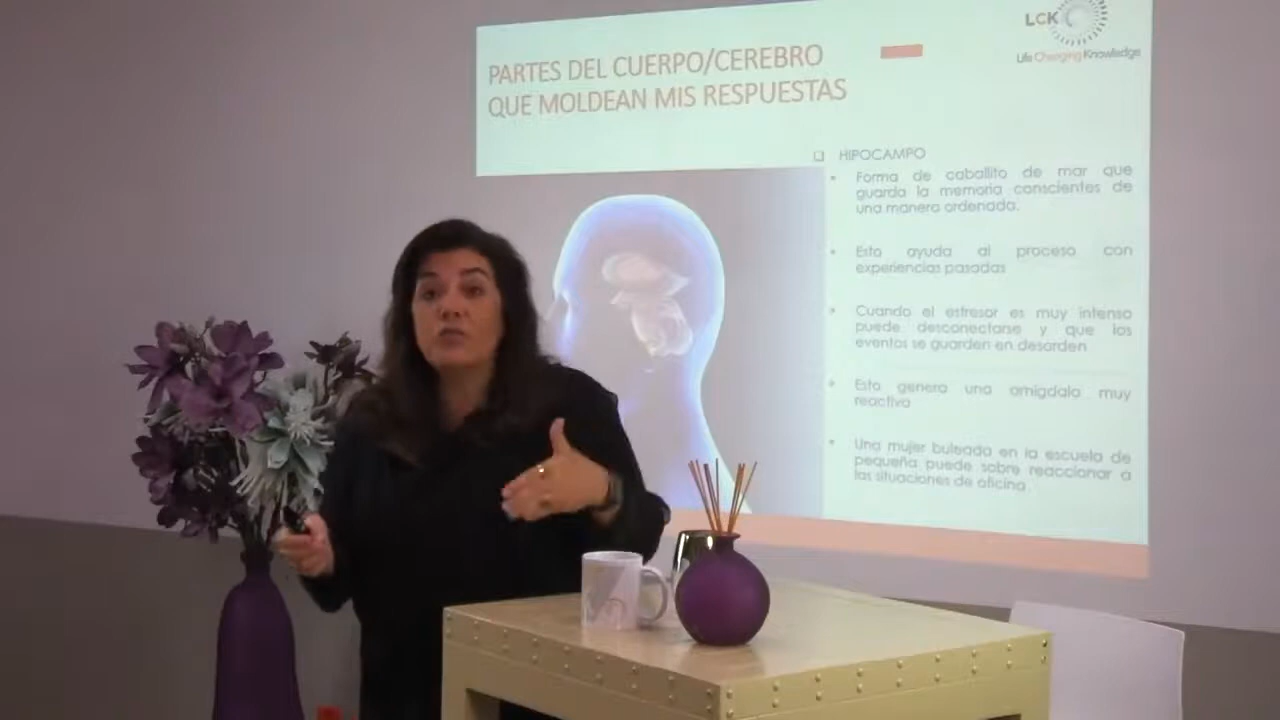 LCK
Life Changing Knowledge
PARTES DEL CUERPO/CEREBRO
QUE MOLDEAN MIS RESPUESTAS
❑ HIPOCAMPO
• Forma de caballito de mar que
guarda la memoria conscientes de
una manera ordenada.
• Esto ayuda al proceso con
experiencias pasadas
• Cuando el estresor es muy intenso
puede desconectarse y que los
eventos se guarden en desorden
• Esto genera una amigdala muy
reactiva
• Una mujer buleada en la escuela de
pequeña puede sobre reaccionar a
las situaciones de oficina